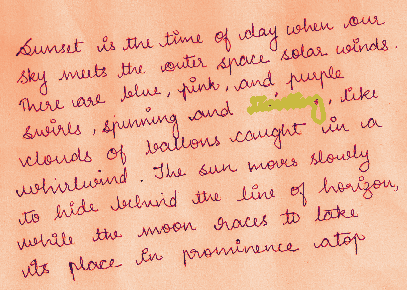 Sunset is the time of day when our
sky meets the outer space solar winds.
There are blue, pink, and purple
swirls, spinning and , like
clouds of balloons caught in a
whirlwind. The sun moves slowly
to hide behind the line of horizon,
while the moon races to take
its place in prominence atop